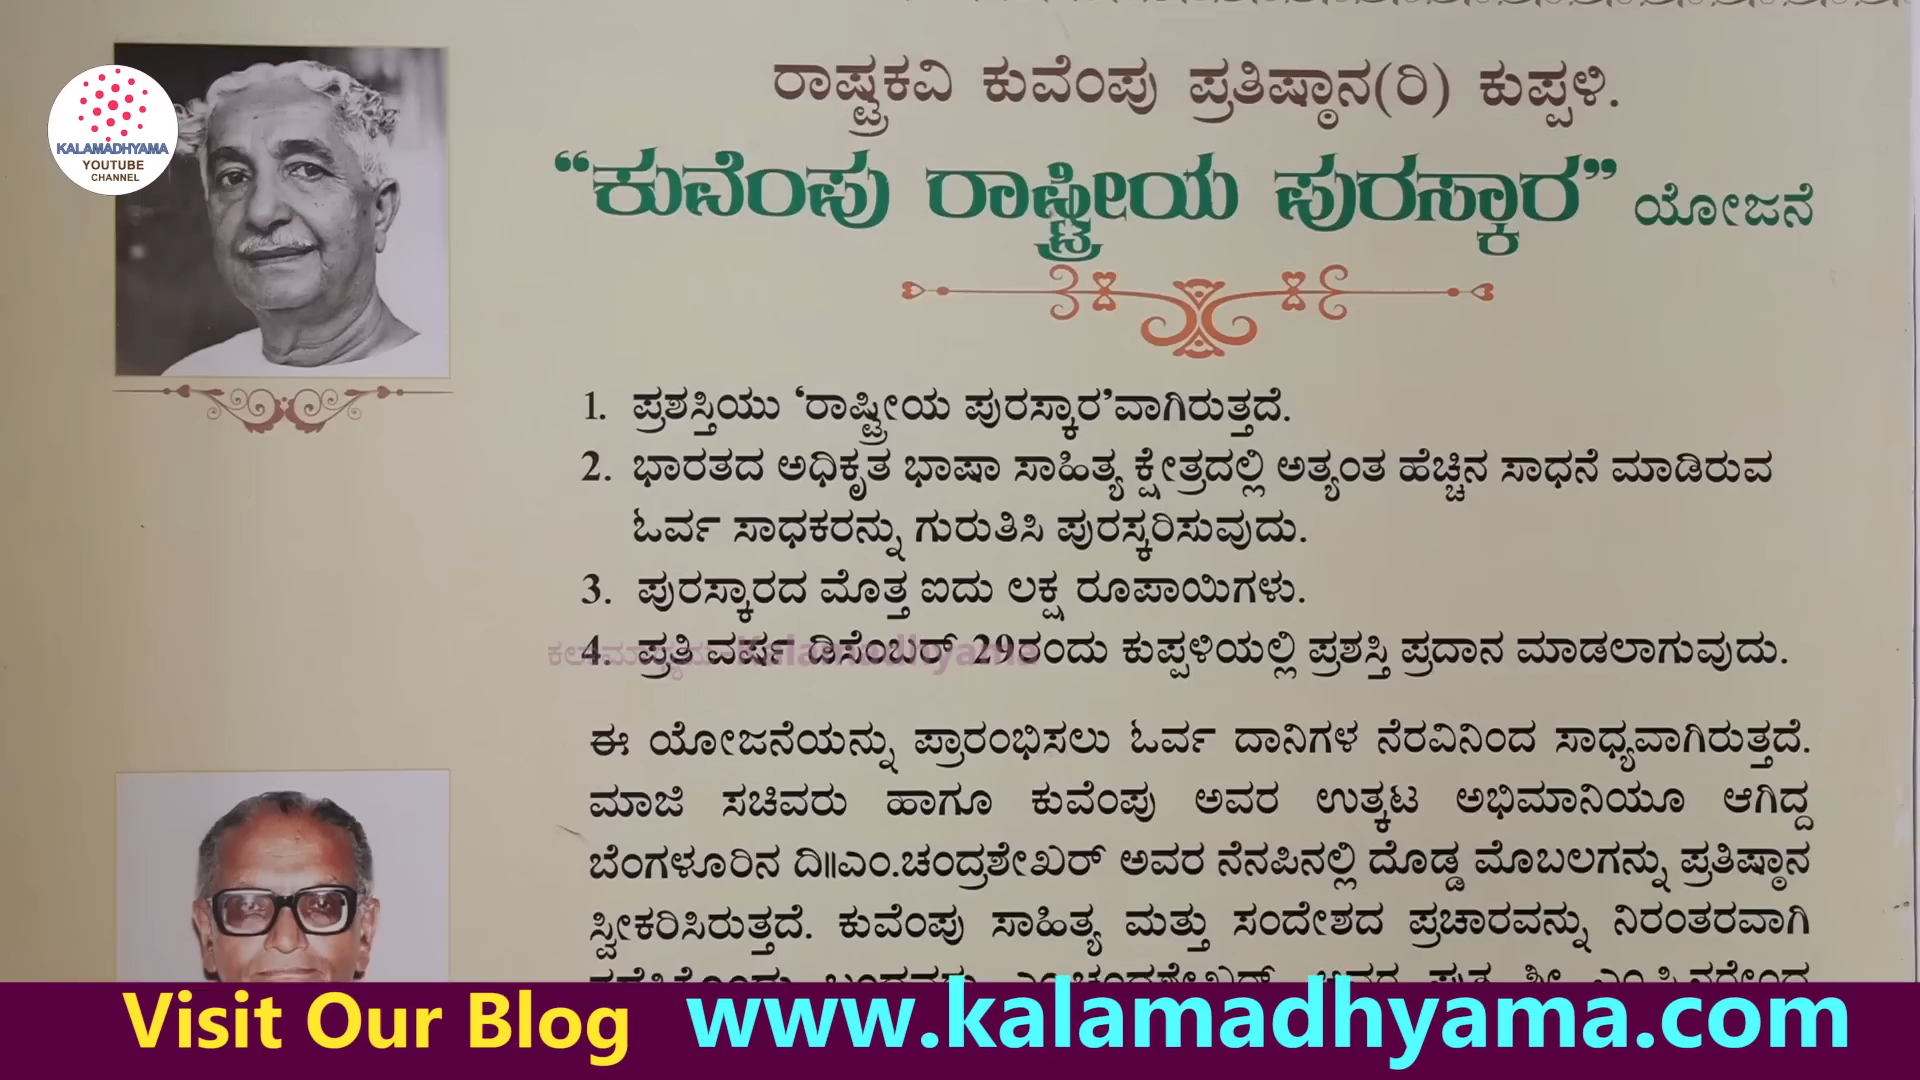 KALAMADHYAMA
YOUTUBE
CHANNEL
ರಾಷ್ಟ್ರಕವಿ ಕುವೆಂಪು ಪ್ರತಿಷ್ಠಾನ(ರಿ) ಕುಪ್ಪಳಿ.
“ಕುವೆಂಪು ರಾಷ್ಟ್ರೀಯ ಪುರಸ್ಕಾರ” ಯೋಜನೆ
1. ಪ್ರಶಸ್ತಿಯು ‘ರಾಷ್ಟ್ರೀಯ ಪುರಸ್ಕಾರ’ವಾಗಿರುತ್ತದೆ.
2. ಭಾರತದ ಅಧಿಕೃತ ಭಾಷಾ ಸಾಹಿತ್ಯ ಕ್ಷೇತ್ರದಲ್ಲಿ ಅತ್ಯಂತ ಹೆಚ್ಚಿನ ಸಾಧನೆ ಮಾಡಿರುವ
ಓರ್ವ ಸಾಧಕರನ್ನು ಗುರುತಿಸಿ ಪುರಸ್ಕರಿಸುವುದು.
3. ಪುರಸ್ಕಾರದ ಮೊತ್ತ ಐದು ಲಕ್ಷ ರೂಪಾಯಿಗಳು.
4. ಪ್ರತಿ ವರ್ಷ ಡಿಸೆಂಬರ್ 29ರಂದು ಕುಪ್ಪಳಿಯಲ್ಲಿ ಪ್ರಶಸ್ತಿ ಪ್ರದಾನ ಮಾಡಲಾಗುವುದು.
ಕಲಾಮಾಧ್ಯಮ Kalamadhyama
ಈ ಯೋಜನೆಯನ್ನು ಪ್ರಾರಂಭಿಸಲು ಓರ್ವ ದಾನಿಗಳ ನೆರವಿನಿಂದ ಸಾಧ್ಯವಾಗಿರುತ್ತದೆ.
ಮಾಜಿ ಸಚಿವರು ಹಾಗೂ ಕುವೆಂಪು ಅವರ ಉತ್ಕಟ ಅಭಿಮಾನಿಯೂ ಆಗಿದ್ದ
ಬೆಂಗಳೂರಿನ ದಿ॥ಎಂ.ಚಂದ್ರಶೇಖರ್ ಅವರ ನೆನಪಿನಲ್ಲಿ ದೊಡ್ಡ ಮೊಬಲಗನ್ನು ಪ್ರತಿಷ್ಠಾನ
ಸ್ವೀಕರಿಸಿರುತ್ತದೆ. ಕುವೆಂಪು ಸಾಹಿತ್ಯ ಮತ್ತು ಸಂದೇಶದ ಪ್ರಚಾರವನ್ನು ನಿರಂತರವಾಗಿ
Visit Our Blog www.kalamadhyama.com